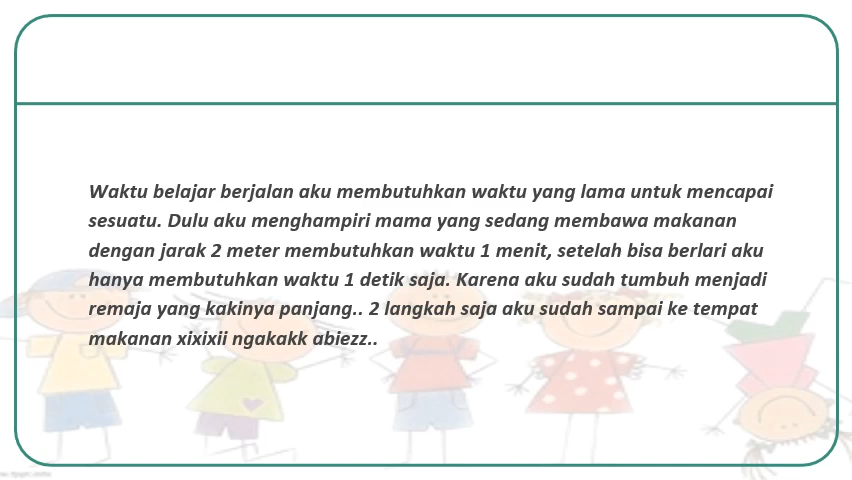 Waktu belajar berjalan aku membutuhkan waktu yang lama untuk mencapai
sesuatu. Dulu aku menghampiri mama yang sedang membawa makanan
dengan jarak 2 meter membutuhkan waktu 1 menit, setelah bisa berlari aku
hanya membutuhkan waktu 1 detik saja. Karena aku sudah tumbuh menjadi
remaja yang kakinya panjang.. 2 langkah saja aku sudah sampai ke tempat
makanan xixixii ngakakk abiezz..